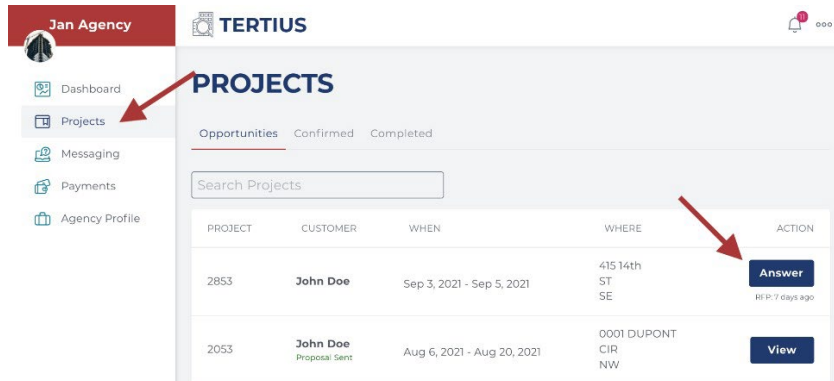 Jan Agency
TERTIUS
11
Dashboard
Projects
Messaging
Payments
Agency Profile
PROJECTS
Opportunities Confirmed Completed
Search Projects
PROJECT CUSTOMER WHEN WHERE ACTION
2853 John Doe Sep 3, 2021 - Sep 5, 2021
415 14th
ST
SE
Answer
RFP: 7 days ago
2053 John Doe
Proposal Sent
Aug 6, 2021 - Aug 20, 2021
0001 DUPONT
CIR
NW
View